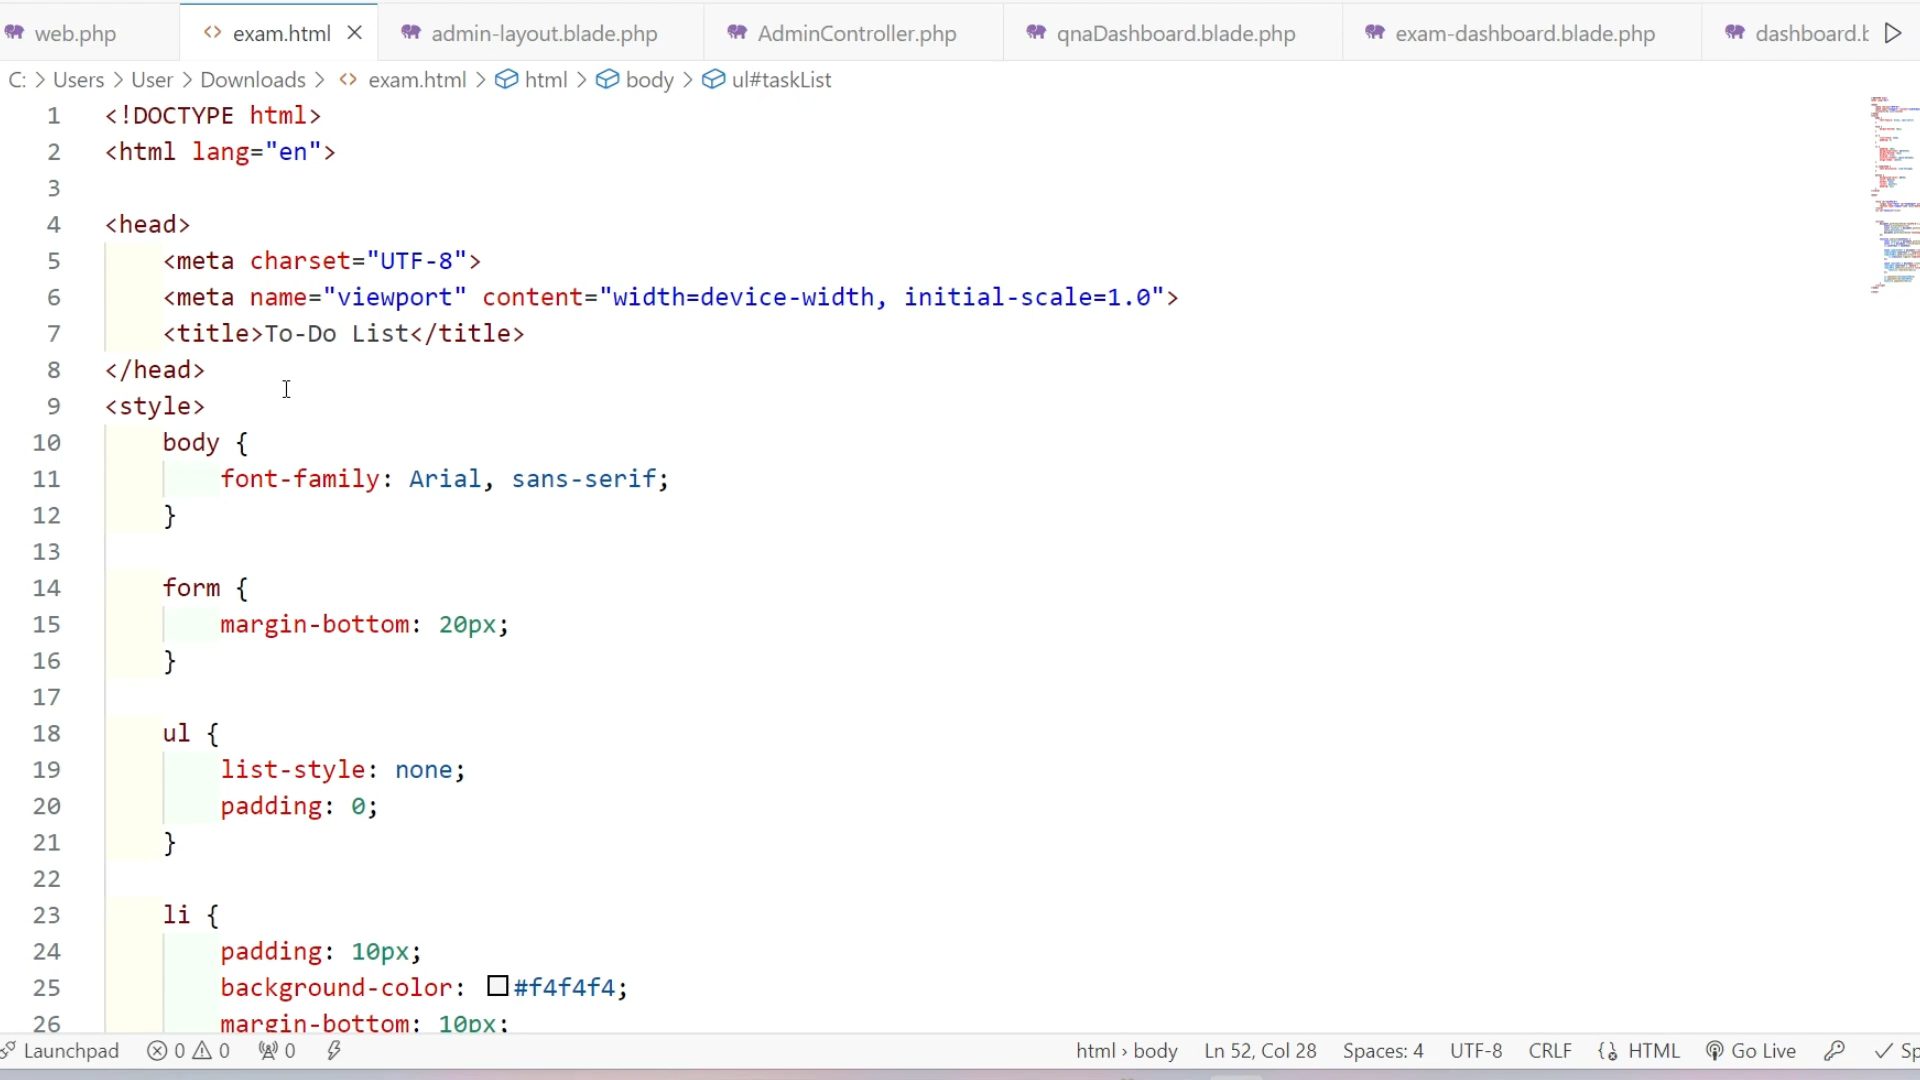 web.php exam.html admin-layout.blade.php AdminController.php qnaDashboard.blade.php exam-dashboard.blade.php dashboard.b
C: > Users > User > Downloads > <> exam.html > html > body > ul#taskList
1 <!DOCTYPE html>
2 <html lang="en">
3
4 <head>
5 <meta charset="UTF-8">
6 <meta name="viewport" content="width=device-width, initial-scale=1.0">
7 <title>To-Do List</title>
8 </head>
9 <style>
10 body {
11 font-family: Arial, sans-serif;
12 }
13
14 form {
15 margin-bottom: 20px;
16 }
17
18 ul {
19 list-style: none;
20 padding: 0;
21 }
22
23 li {
24 padding: 10px;
25 background-color: #f4f4f4;
26 margin-bottom: 10px;
Launchpad 0 0 0 html › body Ln 52, Col 28 Spaces: 4 UTF-8 CRLF HTML Go Live Sp